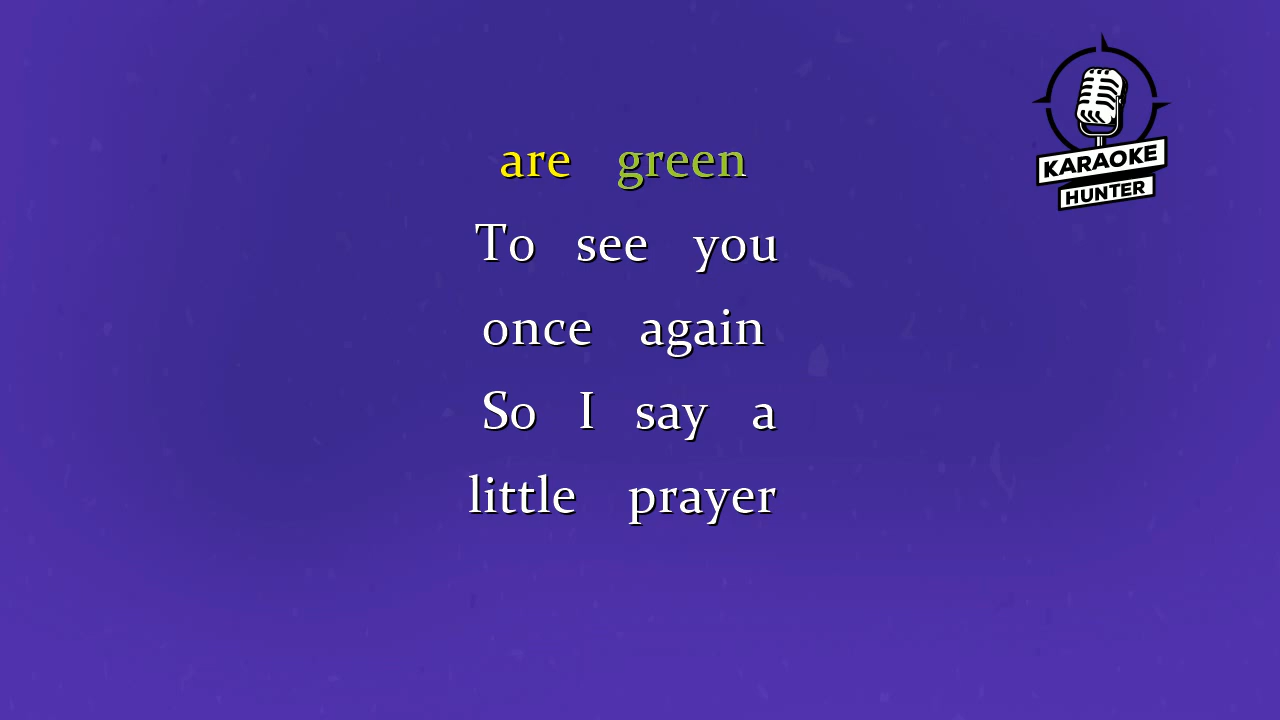 are green
To see you
once again
So I say a
little prayer
KARAOKE
HUNTER